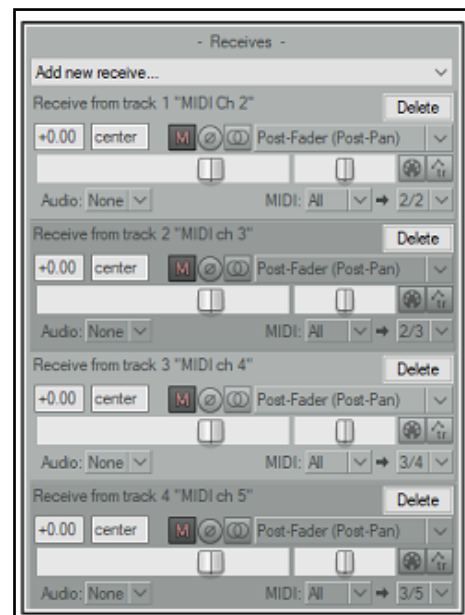 - Receives -
Add new receive...
Receive from track 1 "MIDI Ch 2" Delete
+0.00 center M Post-Fader (Post-Pan)
tr
Audio: None MIDI: All → 2/2
Receive from track 2 "MIDI ch 3" Delete
+0.00 center M Post-Fader (Post-Pan)
tr
Audio: None MIDI: All → 2/3
Receive from track 3 "MIDI ch 4" Delete
+0.00 center M Post-Fader (Post-Pan)
tr
Audio: None MIDI: All → 3/4
Receive from track 4 "MIDI ch 5" Delete
+0.00 center M Post-Fader (Post-Pan)
tr
Audio: None MIDI: All → 3/5